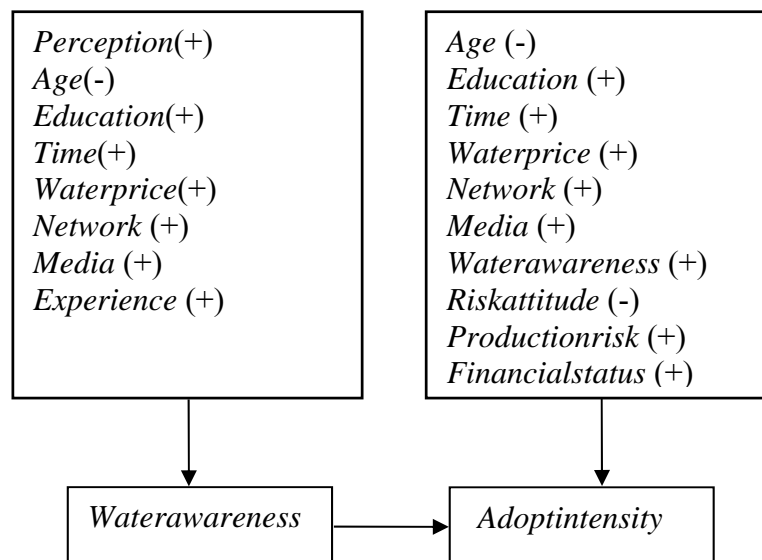 Perception(+)
Age(-)
Education(+)
Time(+)
Waterprice(+)
Network (+)
Media (+)
Experience (+)
Age (-)
Education (+)
Time (+)
Waterprice (+)
Network (+)
Media (+)
Waterawareness (+)
Riskattitude (-)
Productionrisk (+)
Financialstatus (+)
Waterawareness
Adoptintensity